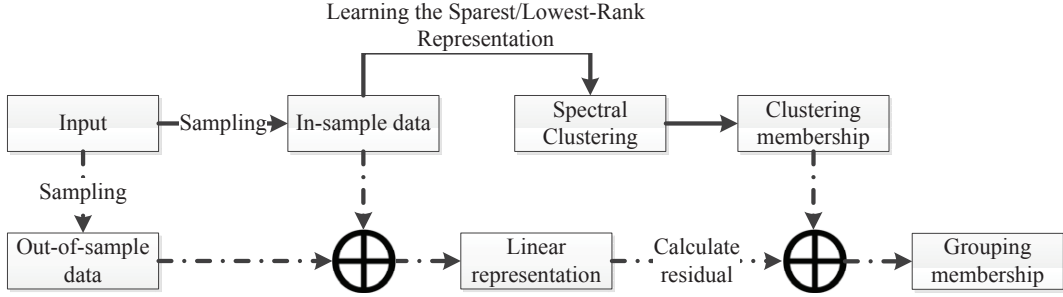 Learning the Sparest/Lowest-Rank
Representation
Input
Sampling
In-sample data
Spectral
Clustering
Clustering
membership
Sampling
Out-of-sample
data
Linear
representation
Calculate
residual
Grouping
membership